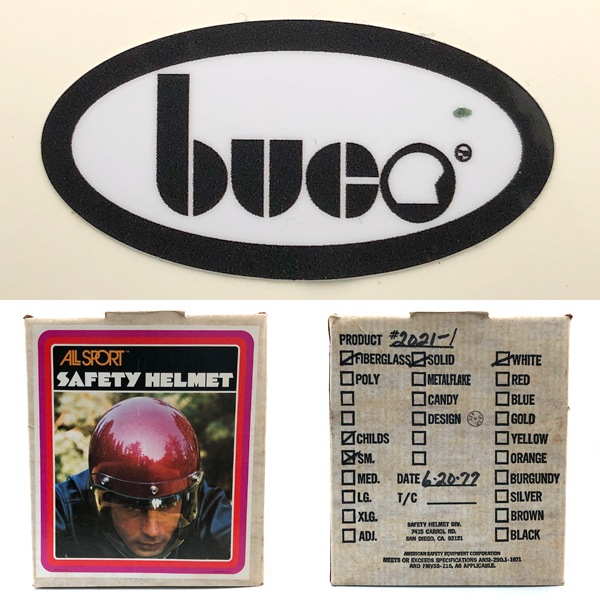 buco®
ALL SPORT™
SAFETY HELMET
PRODUCT #2021-1
FIBERGLASS SOLID WHITE
POLY METALFLAKE RED
CANDY BLUE
DESIGN GOLD
CHILDS YELLOW
SM. ORANGE
MED. DATE 6-20-77 BURGUNDY
LG. T/C SILVER
XLG. BROWN
ADJ. BLACK
SAFETY HELMET DIV.
7415 CARROL RD.
SAN DIEGO, CA. 92121
AMERICAN SAFETY EQUIPMENT CORPORATION
MEETS OR EXCEEDS SPECIFICATIONS ANSI-Z90.1-1971
AND FMVSS-218, AS APPLICABLE.